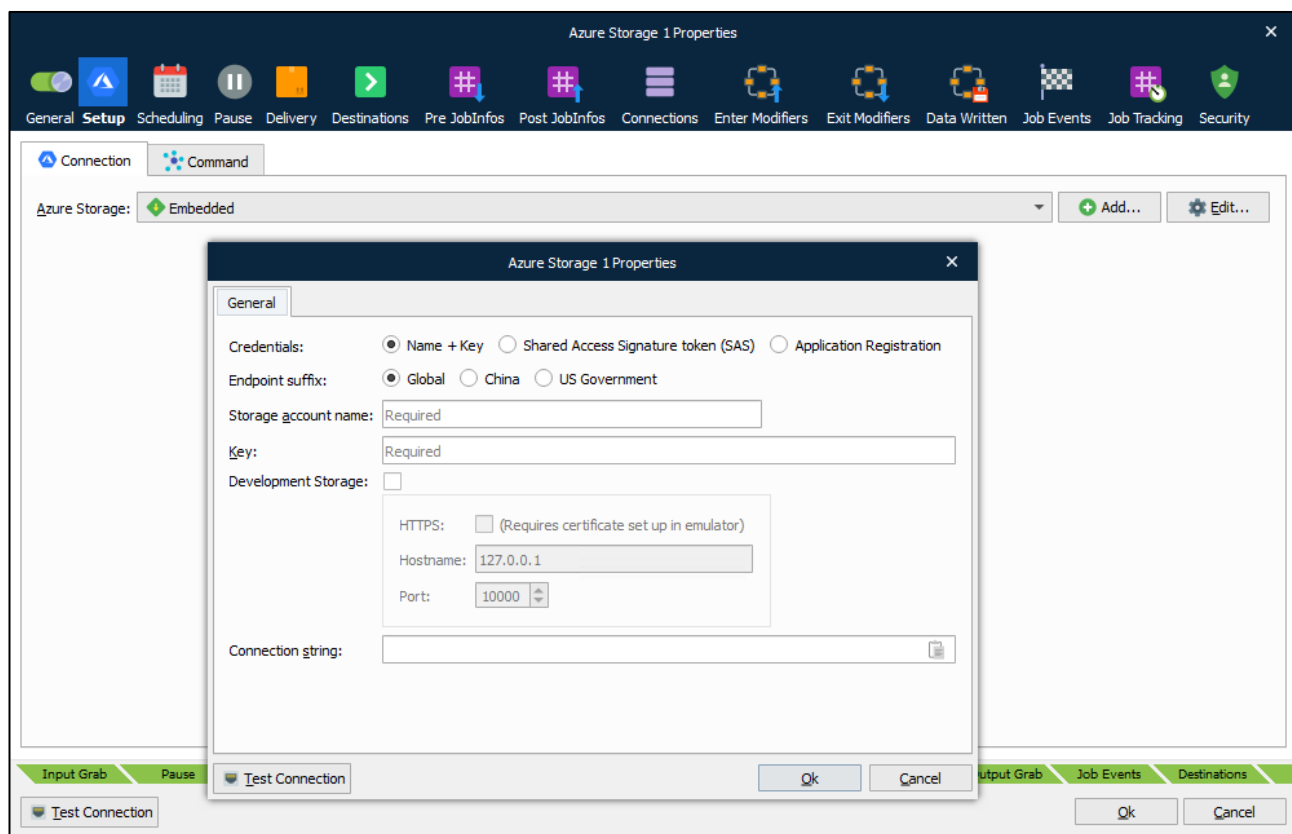 Azure Storage 1 Properties
General Setup Scheduling Pause Delivery Destinations Pre JobInfos Post JobInfos Connections Enter Modifiers Exit Modifiers Data Written Job Events Job Tracking Security
Connection Command
Azure Storage: Embedded Add... Edit...
Azure Storage 1 Properties
General
Credentials: Name + Key Shared Access Signature token (SAS) Application Registration
Endpoint suffix: Global China US Government
Storage account name: Required
Key: Required
Development Storage:
HTTPS: (Requires certificate set up in emulator)
Hostname: 127.0.0.1
Port: 10000
Connection string:
Test Connection Ok Cancel
Input Grab Pause utput Grab Job Events Destinations
Test Connection Ok Cancel